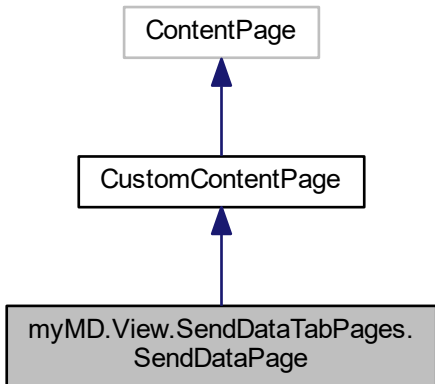 ContentPage
CustomContentPage
myMD.View.SendDataTabPages.
SendDataPage